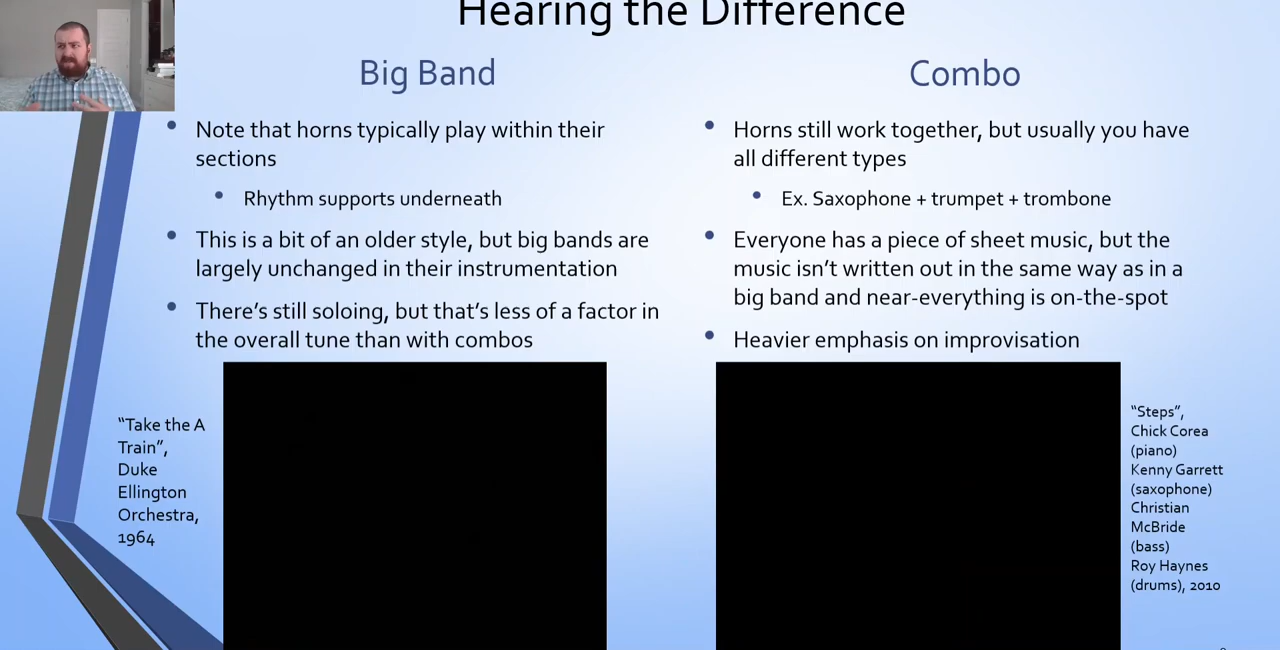 Hearing the Difference
Big Band
Note that horns typically play within their
sections
Rhythm supports underneath
This is a bit of an older style, but big bands are
largely unchanged in their instrumentation
There's still soloing, but that's less of a factor in
the overall tune than with combos
"Take the A
Train",
Duke
Ellington
Orchestra,
1964
Combo
Horns still work together, but usually you have
all different types
Ex. Saxophone + trumpet + trombone
Everyone has a piece of sheet music, but the
music isn't written out in the same way as in a
big band and near-everything is on-the-spot
Heavier emphasis on improvisation
"Steps",
Chick Corea
(piano)
Kenny Garrett
(saxophone)
Christian
McBride
(bass)
Roy Haynes
(drums), 2010